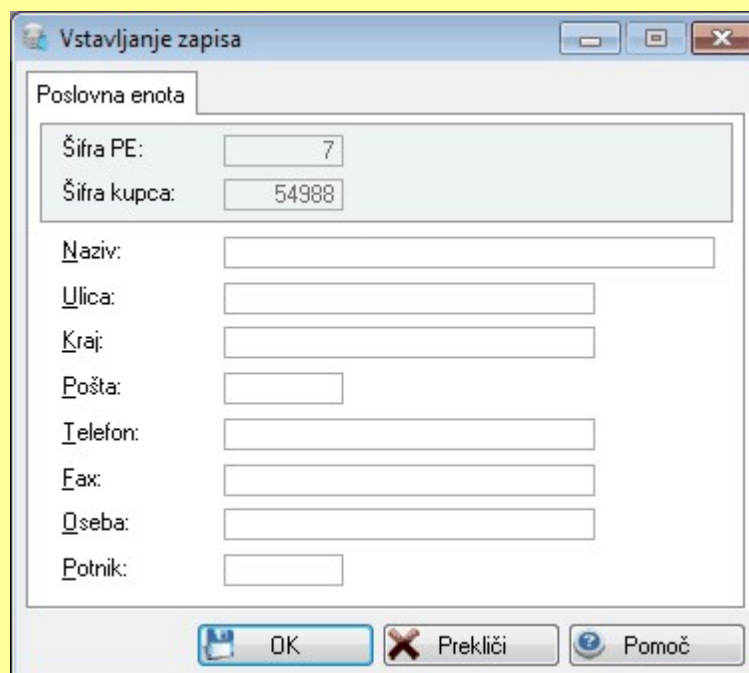 Vstavljanje zapisa
Poslovna enota
Šifra PE: 7
Šifra kupca: 54988
Naziv:
Ulica:
Kraj:
Pošta:
Telefon:
Fax:
Oseba:
Potnik:
OK Prekliči Pomoč